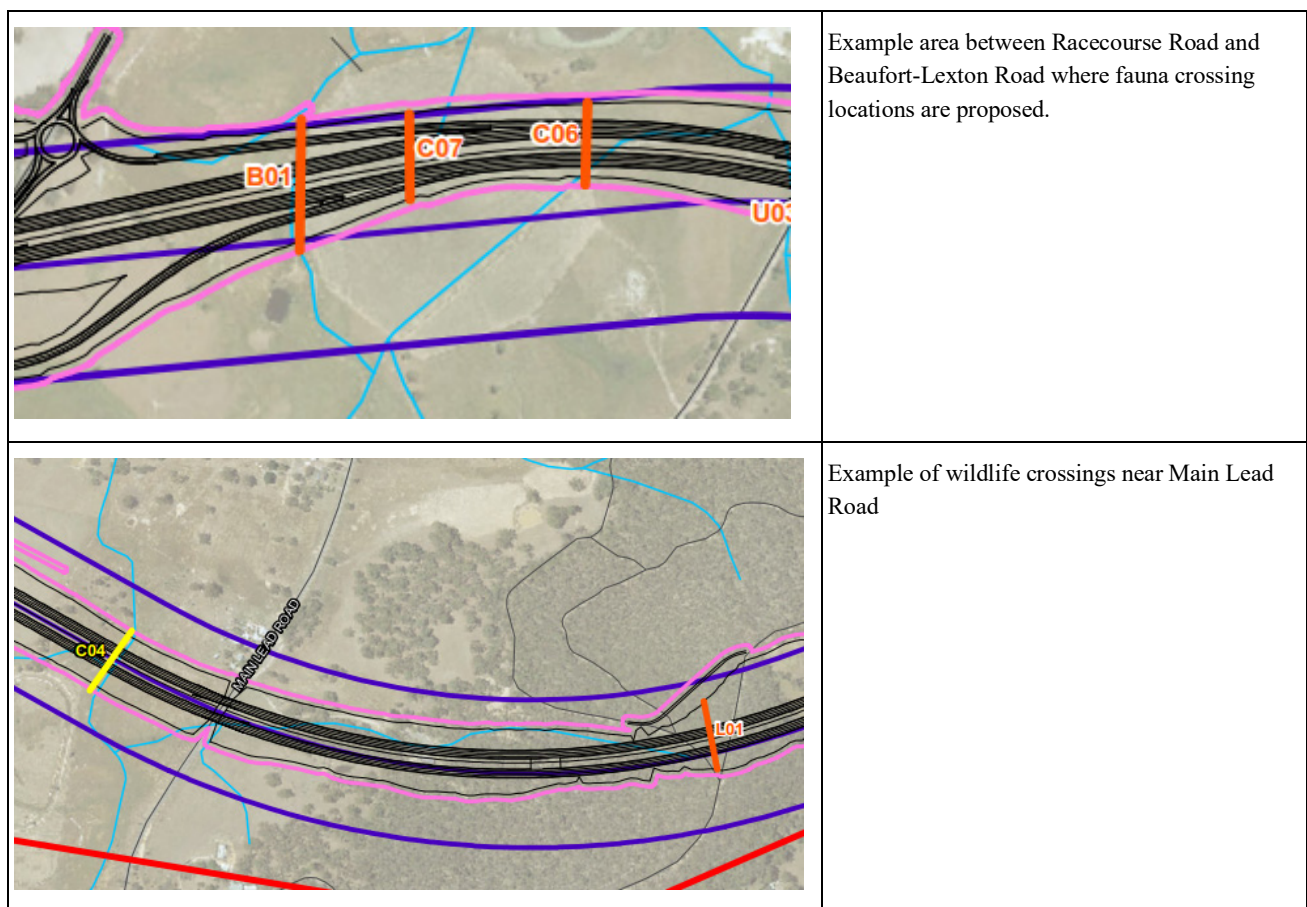 Example area between Racecourse Road and
Beaufort-Lexton Road where fauna crossing
locations are proposed.
B01
C07
C06
U03
Example of wildlife crossings near Main Lead
Road
C04
MAIN LEAD ROAD
L01